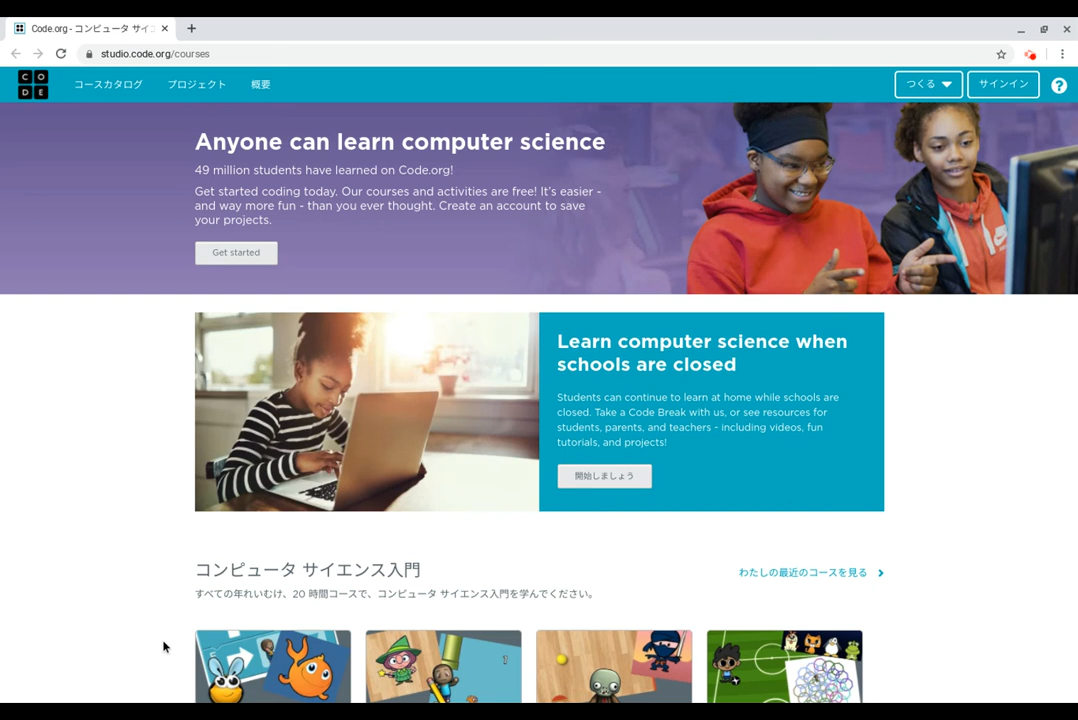 Code.org - コンピュータ サイ
studio.code.org/courses
C O
D E
コースカタログ プロジェクト 概要 つくる サインイン ?
Anyone can learn computer science
49 million students have learned on Code.org!
Get started coding today. Our courses and activities are free! It's easier -
and way more fun - than you ever thought. Create an account to save
your projects.
Get started
Learn computer science when
schools are closed
Students can continue to learn at home while schools are
closed. Take a Code Break with us, or see resources for
students, parents, and teachers - including videos, fun
tutorials, and projects!
開始しましょう
コンピュータ サイエンス入門
わたしの最近のコースを見る
すべての年れいむけ、20 時間コースで、コンピュータ サイエンス入門を学んでください。
1